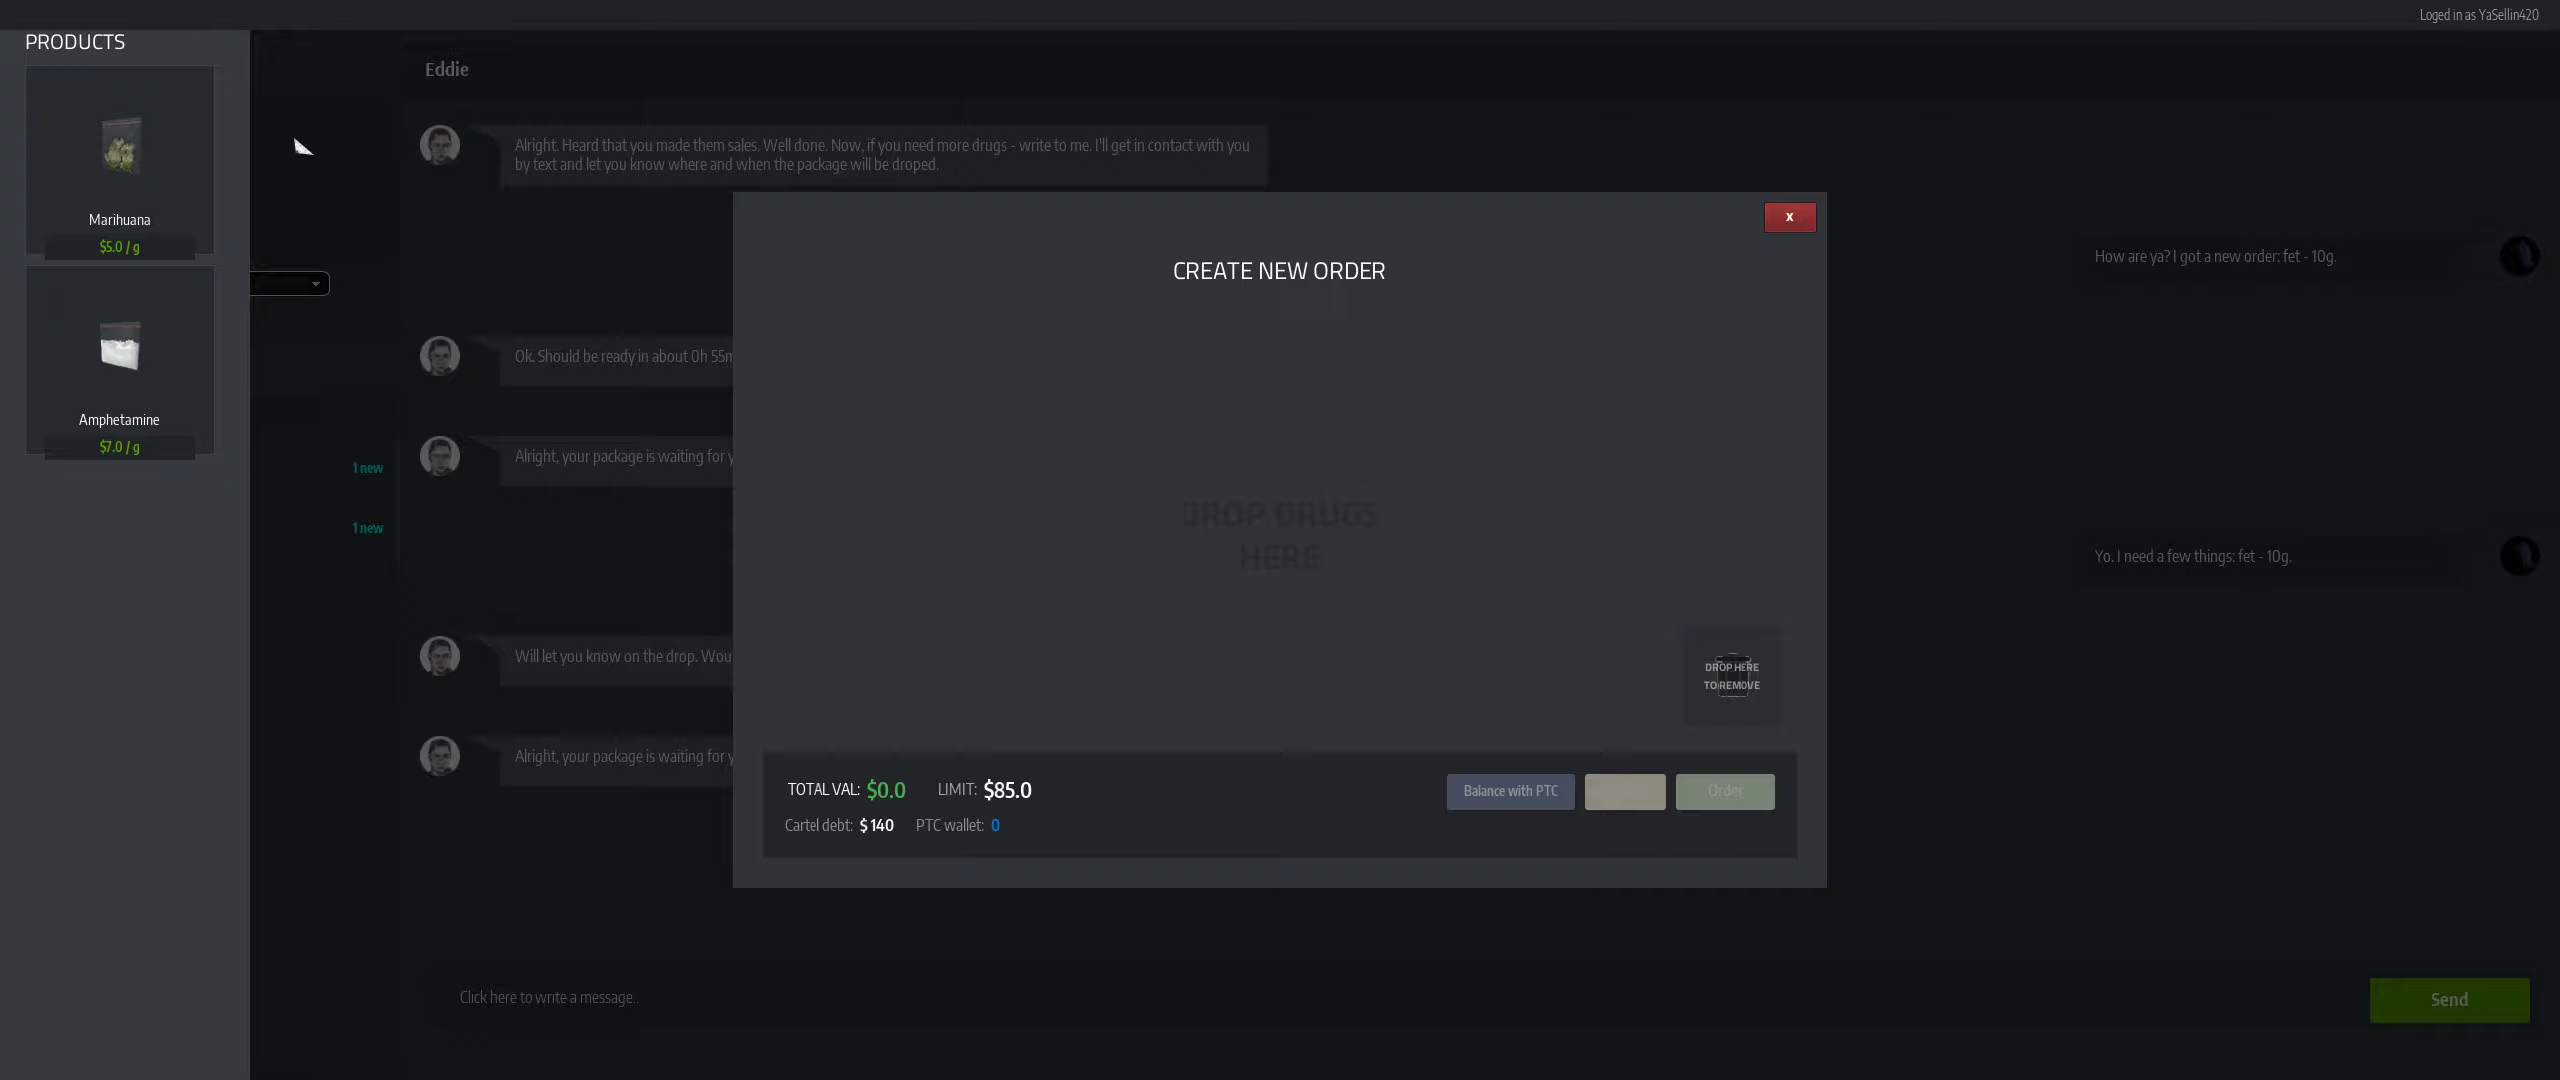 Loged in as YaSellin420
PRODUCTS
Marihuana
$5.0 / g
Amphetamine
$7.0 / g
1 new
1 new
Eddie
Alright. Heard that you made them sales. Well done. Now, if you need more drugs - write to me. I'll get in contact with you
by text and let you know where and when the package will be droped.
How are ya? I got a new order: fet - 10g.
Ok. Should be ready in about 0h 55m
Alright, your package is waiting for y
Yo. I need a few things: fet - 10g.
Will let you know on the drop. Wou
Alright, your package is waiting for y
x
CREATE NEW ORDER
DROP DRUGS
HERE
DROP HERE
TO REMOVE
TOTAL VAL: $0.0 LIMIT: $85.0
Balance with PTC
Order
Cartel debt: $ 140 PTC wallet: 0
Click here to write a message..
Send